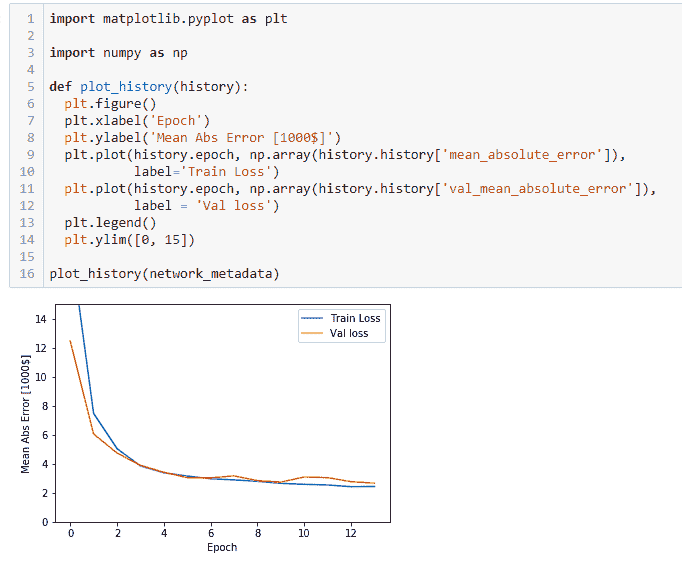 1 import matplotlib.pyplot as plt
2
3 import numpy as np
4
5 def plot_history(history):
6   plt.figure()
7   plt.xlabel('Epoch')
8   plt.ylabel('Mean Abs Error [1000$]')
9   plt.plot(history.epoch, np.array(history.history['mean_absolute_error']),
10            label='Train Loss')
11   plt.plot(history.epoch, np.array(history.history['val_mean_absolute_error']),
12            label = 'Val loss')
13   plt.legend()
14   plt.ylim([0, 15])
15
16 plot_history(network_metadata)
Train Loss
Val loss
14
12
10
8
6
4
2
0
Mean Abs Error [1000$]
0 2 4 6 8 10 12
Epoch